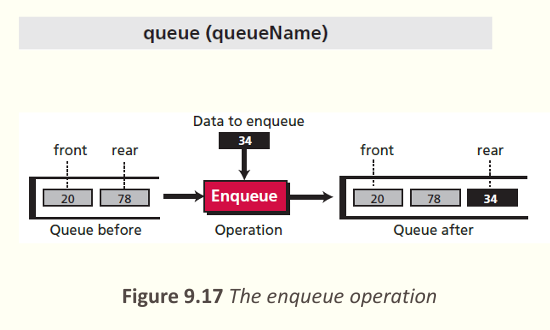 queue (queueName)
Data to enqueue
34
front rear front rear
20 78 Enqueue 20 78 34
Queue before Operation Queue after
Figure 9.17 The enqueue operation